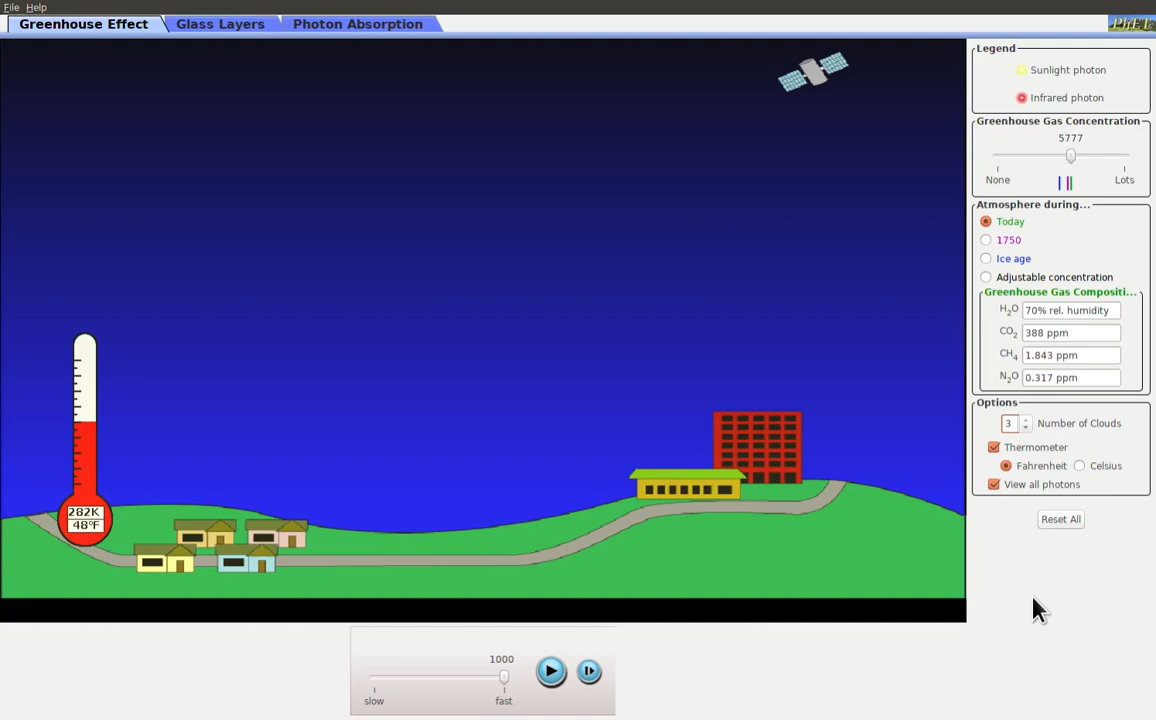 File Help
Greenhouse Effect Glass Layers Photon Absorption PhET
Legend
Sunlight photon
Infrared photon
Greenhouse Gas Concentration
5777
None Lots
Atmosphere during...
Today
1750
Ice age
Adjustable concentration
Greenhouse Gas Compositi...
H2O 70% rel. humidity
CO2 388 ppm
CH4 1.843 ppm
N2O 0.317 ppm
Options
3 Number of Clouds
Thermometer
Fahrenheit Celsius
View all photons
Reset All
282K
48°F
1000
slow fast